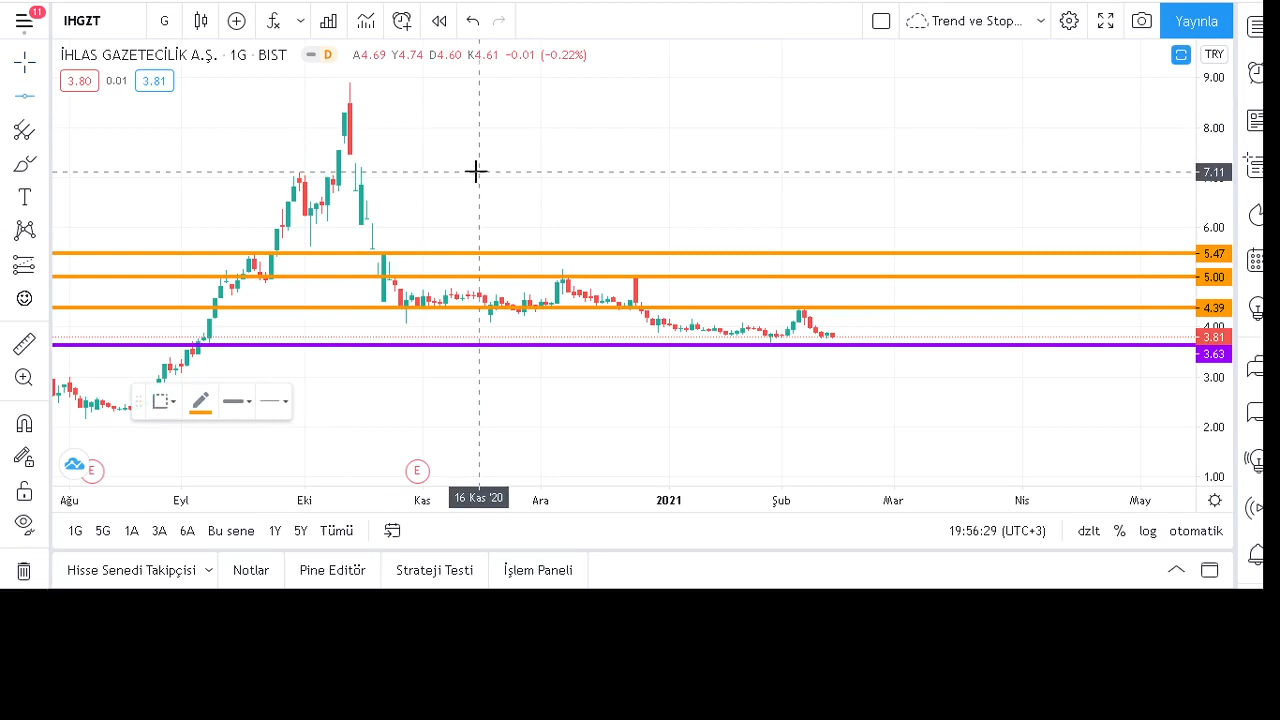 11
IHGZT
G
Trend ve Stop...
Yayınla
İHLAS GAZETECİLİK A.Ş. · 1G · BIST
D
A4.69 Y4.74 D4.60 K4.61 -0.01 (-0.22%)
TRY
3.80
0.01
3.81
9.00
8.00
7.11
6.00
5.47
5.00
4.39
4.00
3.81
3.63
3.00
2.00
1.00
E
E
Ağu
Eyl
Eki
Kas
16 Kas '20
Ara
2021
Şub
Mar
Nis
May
1G 5G 1A 3A 6A Bu sene 1Y 5Y Tümü
19:56:29 (UTC+3)
dzlt % log otomatik
Hisse Senedi Takipçisi
Notlar
Pine Editör
Strateji Testi
İşlem Paneli